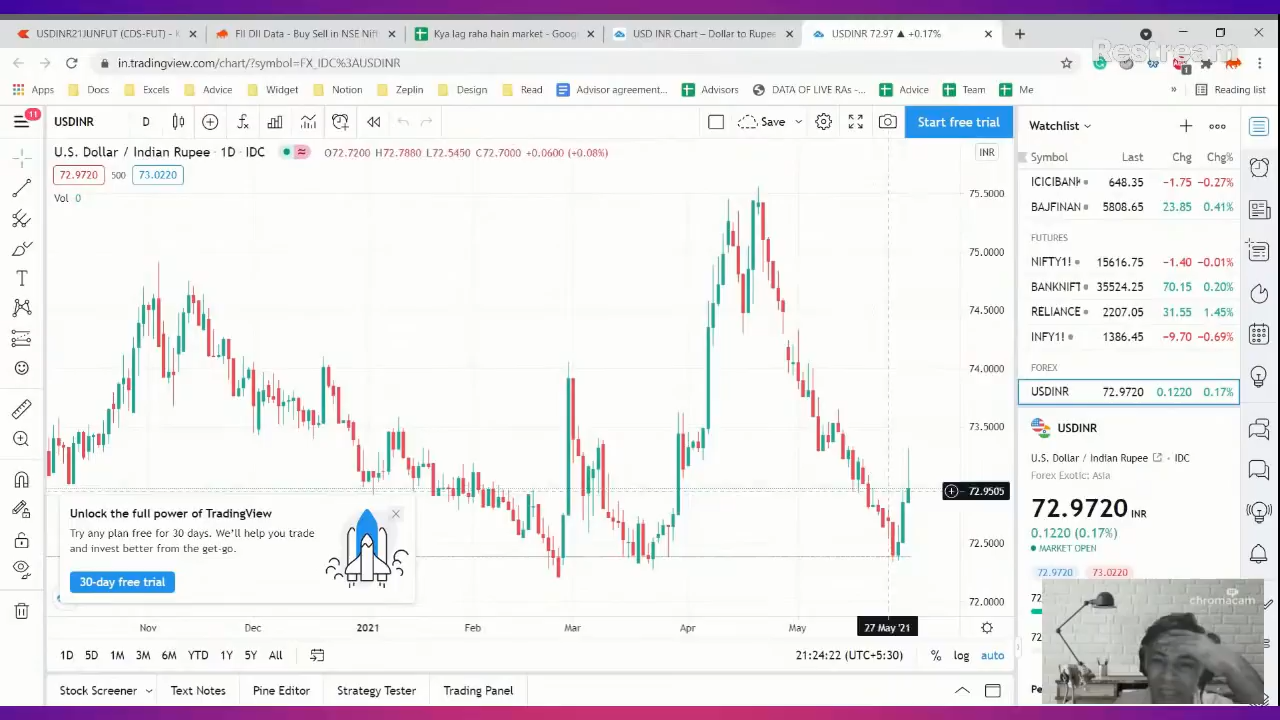 USDINR21JUNFUT (CDS-FUT) - K
FII DII Data - Buy Sell in NSE Nift
Kya lag raha hain market - Goog
USD INR Chart – Dollar to Rupee
USDINR 72.97 ▲ +0.17%
Restream
in.tradingview.com/chart/?symbol=FX_IDC%3AUSDINR
Apps Docs Excels Advice Widget Notion Zeplin Design Read Advisor agreement... Advisors DATA OF LIVE RAs -... Advice Team Me » Reading list
11
USDINR D Save Start free trial
Watchlist
U.S. Dollar / Indian Rupee · 1D · IDC O72.7200 H72.7880 L72.5450 C72.7000 +0.0600 (+0.08%)
INR
72.9720 500 73.0220
Vol 0
75.5000
75.0000
74.5000
74.0000
73.5000
72.9505
72.5000
72.0000
Unlock the full power of TradingView
Try any plan free for 30 days. We'll help you trade
and invest better from the get go.
30-day free trial
Nov Dec 2021 Feb Mar Apr May 27 May '21
1D 5D 1M 3M 6M YTD 1Y 5Y All
21:24:22 (UTC+5:30) % log auto
Stock Screener Text Notes Pine Editor Strategy Tester Trading Panel
Symbol Last Chg Chg%
ICICIBANK 648.35 −1.75 −0.27%
BAJFINAN 5808.65 23.85 0.41%
FUTURES
NIFTY1! 15616.75 −1.40 −0.01%
BANKNIFT 35524.25 70.15 0.20%
RELIANCE 2207.05 31.55 1.45%
INFY1! 1386.45 −9.70 −0.69%
FOREX
USDINR 72.9720 0.1220 0.17%
USDINR
U.S. Dollar / Indian Rupee · IDC
Forex Exotic: Asia
72.9720 INR
0.1220 (0.17%)
MARKET OPEN
72.9720 73.0220
chromacam